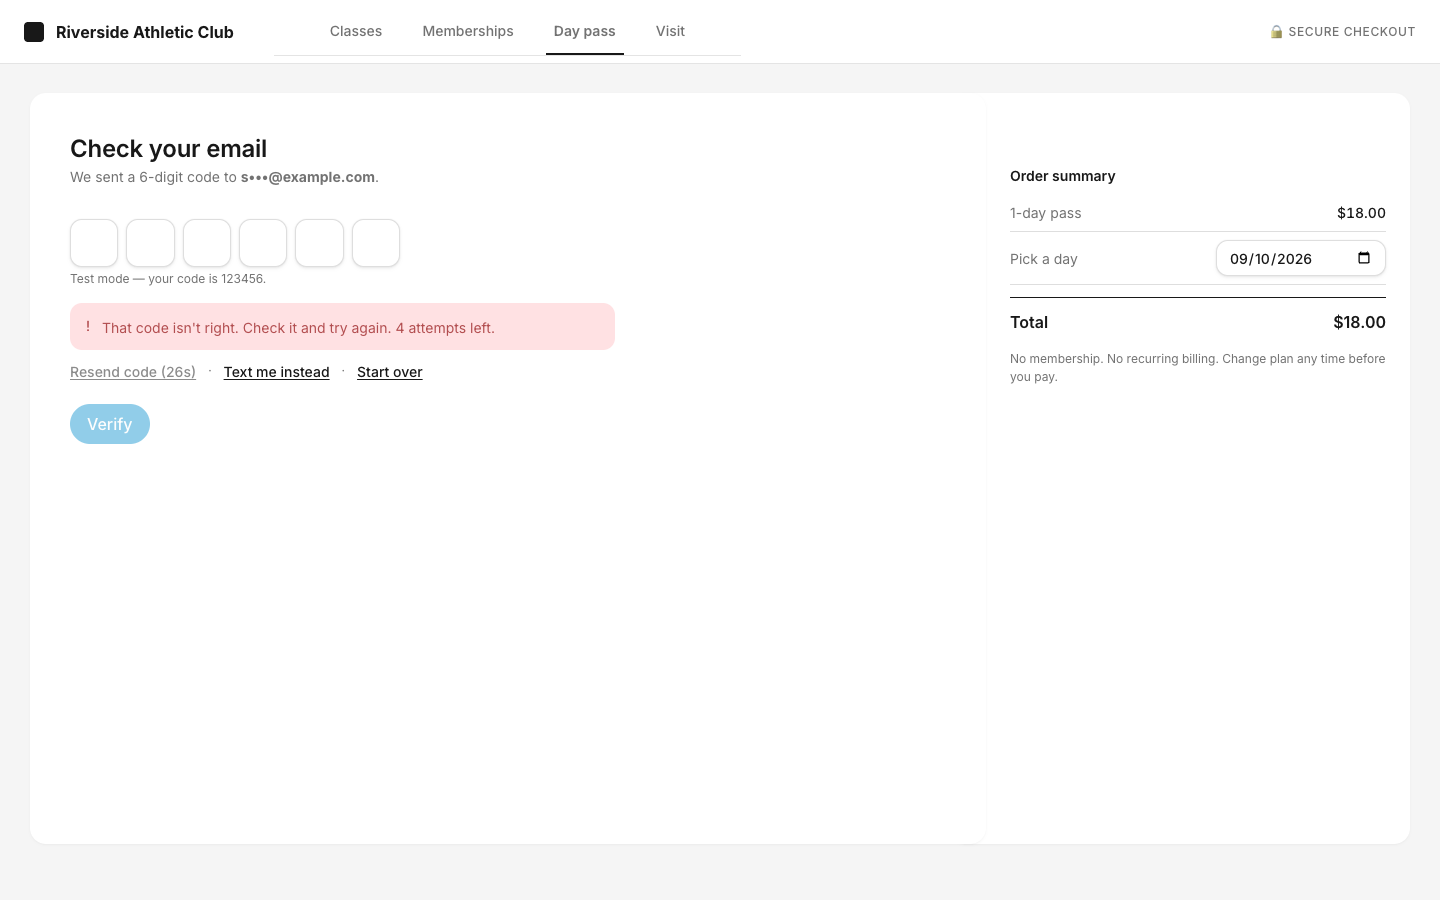 Riverside Athletic Club
Classes
Memberships
Day pass
Visit
🔒 SECURE CHECKOUT
Check your email
We sent a 6-digit code to s•••@example.com.
Test mode — your code is 123456.
! That code isn't right. Check it and try again. 4 attempts left.
Resend code (26s) · Text me instead · Start over
Verify
Order summary
1-day pass $18.00
Pick a day 09/10/2026
Total $18.00
No membership. No recurring billing. Change plan any time before
you pay.